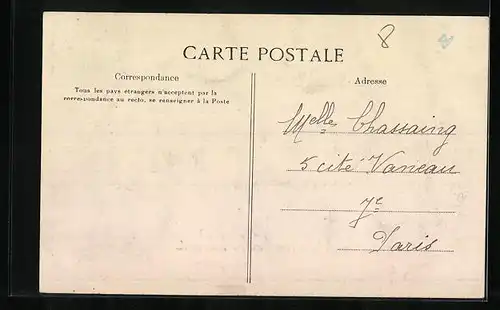 8
CARTE POSTALE
Correspondance
Tous les pays étrangers n'acceptent par la
correspondance au recto, se renseigner à la Poste
Adresse
Melle Chassaing
5 cité Vaneau
7e
Paris